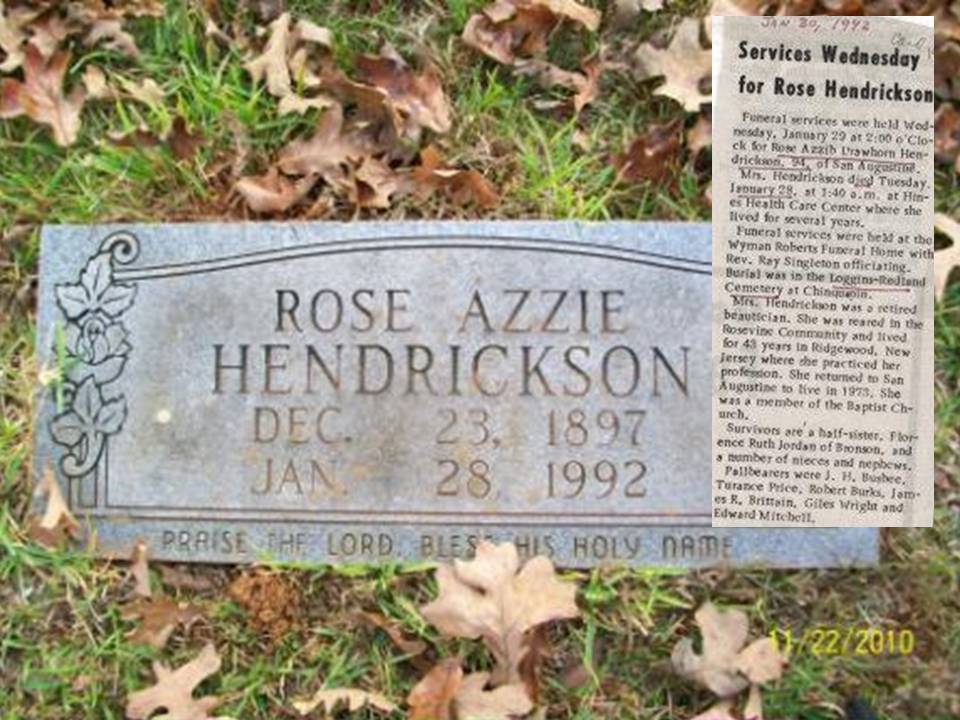 ROSE AZZIE
HENDRICKSON
DEC. 23, 1897
JAN. 28, 1992
PRAISE THE LORD, BLESS HIS HOLY NAME
11/22/2010
JAN 30, 1992
Services Wednesday
for Rose Hendrickson
Funeral services were held Wed-
nesday, January 29 at 2:00 o'Clo-
ck for Rose Azzib Drawhorn Hen-
drickson, 94, of San Augustine.
Mrs. Hendrickson died Tuesday,
January 28, at 1:40 a.m. at Hin-
es Health Care Center where she
lived for several years.
Funeral services were held at the
Wyman Roberts Funeral Home with
Rev. Ray Singleton officiating.
Burial was in the Loggins-Redland
Cemetery at Chinquapin.
Mrs. Hendrickson was a retired
beautician. She was reared in the
Rosevine Community and lived
for 43 years in Ridgewood, New
Jersey where she practiced her
profession. She returned to San
Augustine to live in 1973. She
was a member of the Baptist Ch-
urch.
Survivors are a half-sister, Flor-
ence Ruth Jordan of Bronson, and
a number of nieces and nephews.
Pallbearers were J. H. Busbee,
Turance Price, Robert Burks, Jam-
es R. Brittain, Giles Wright and
Edward Mitchell.